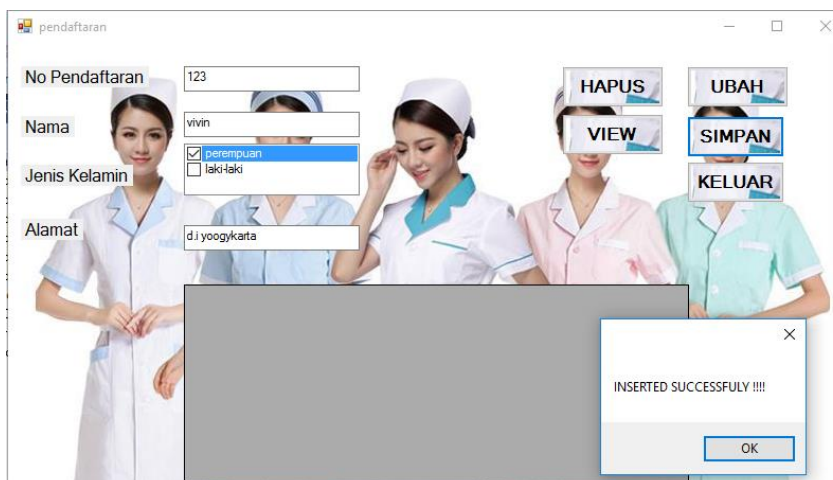 pendaftaran
No Pendaftaran 123
HAPUS UBAH
Nama vivin
VIEW SIMPAN
Jenis Kelamin
perempuan
laki-laki
KELUAR
Alamat d.i yoogykarta
INSERTED SUCCESSFULY !!!!
OK